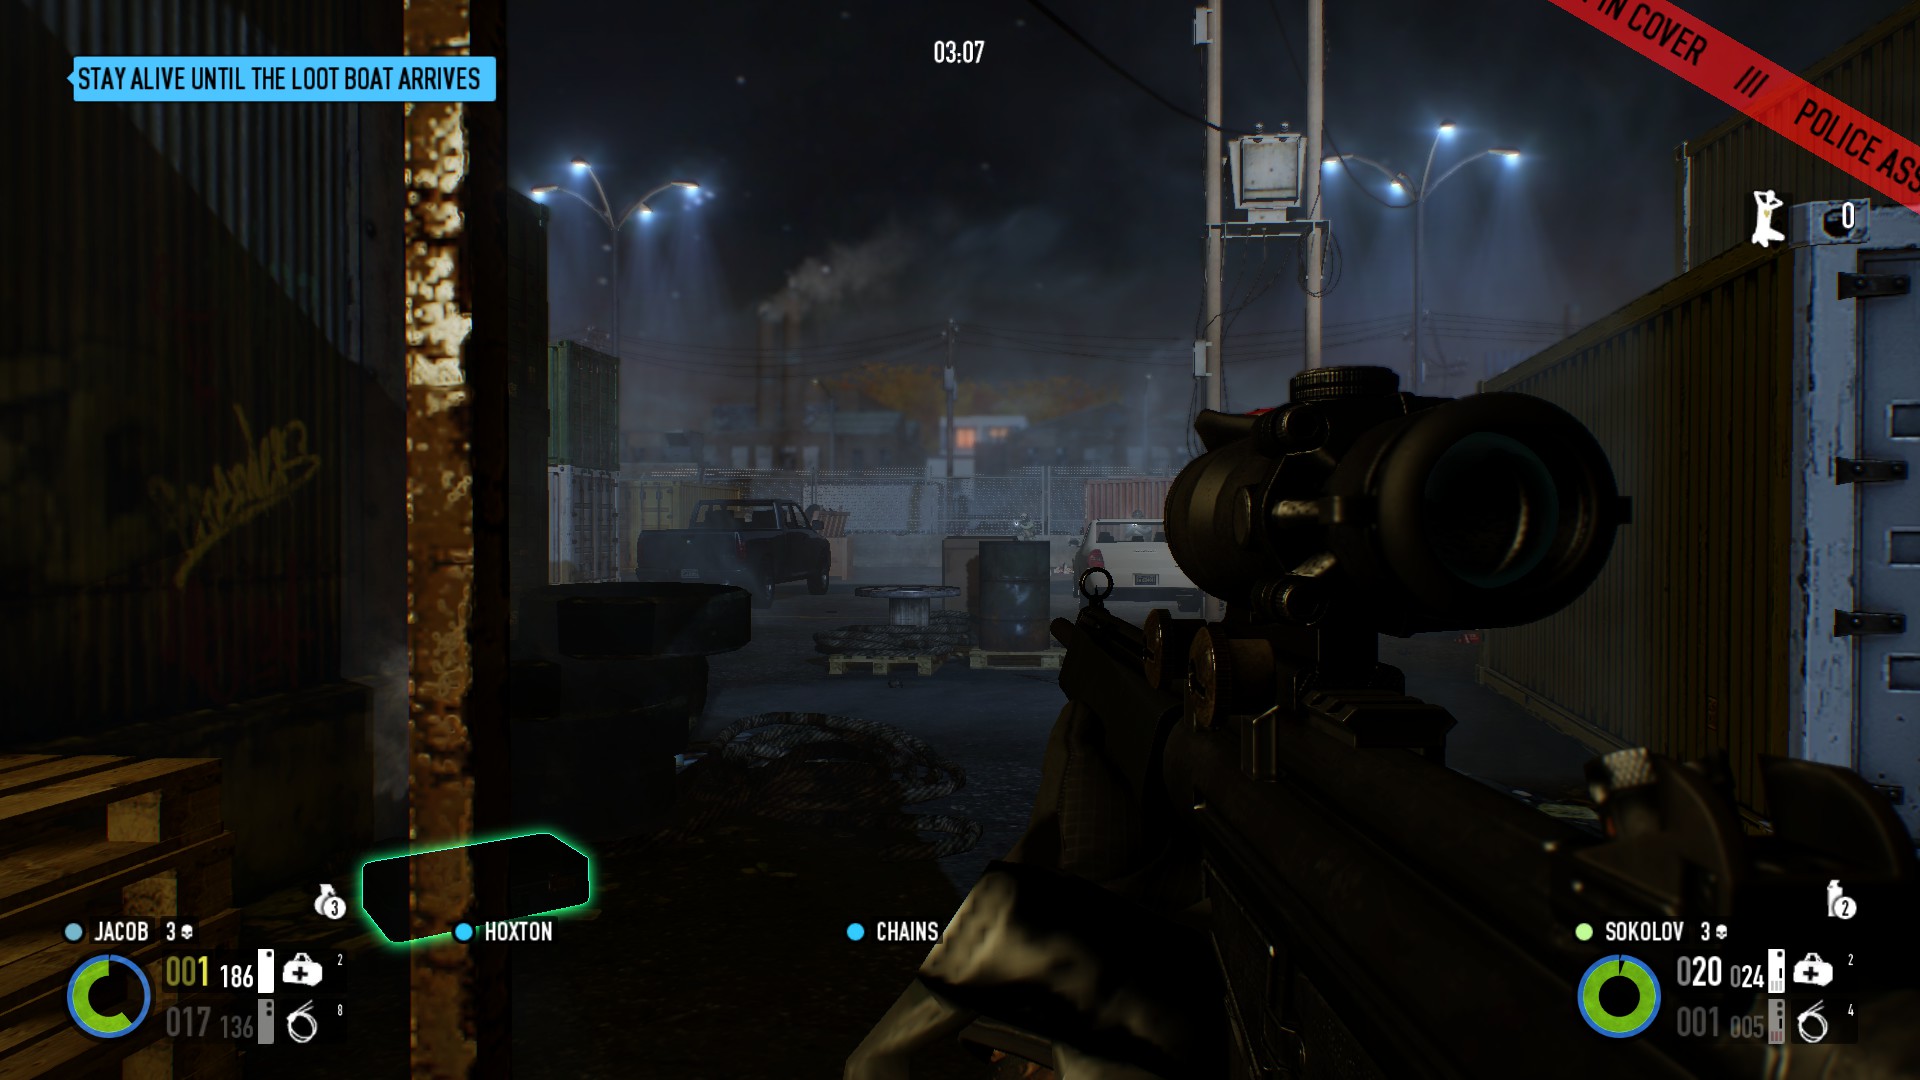 IN COVER /// POLICE ASS
03:07
STAY ALIVE UNTIL THE LOOT BOAT ARRIVES
0
3
2
JACOB 3
HOXTON
CHAINS
SOKOLOV 3
001 186 2
017 136 8
020 024 2
001 005 4